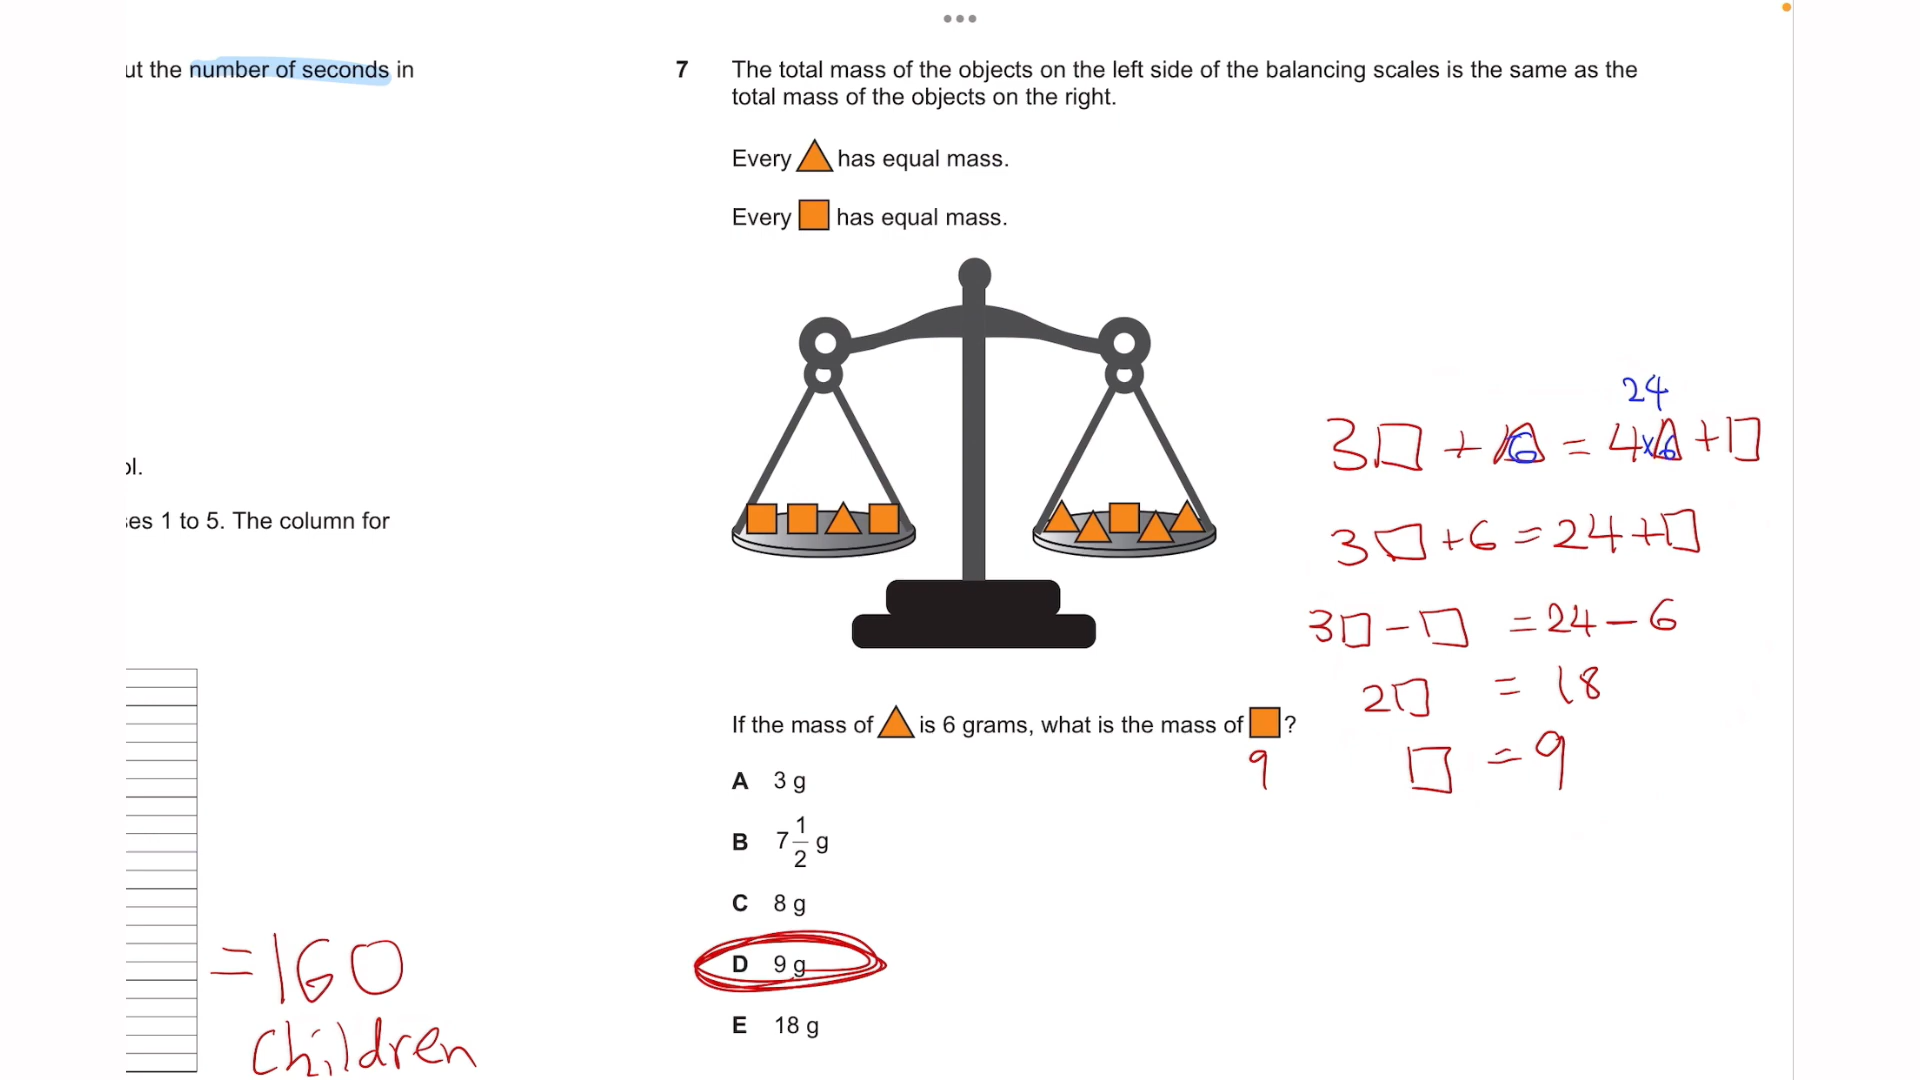 ut the number of seconds in
ol.
es 1 to 5. The column for
= 160
children
7 The total mass of the objects on the left side of the balancing scales is the same as the
total mass of the objects on the right.
Every has equal mass.
Every has equal mass.
If the mass of is 6 grams, what is the mass of ?
9
A 3 g
B 7 1/2 g
C 8 g
D 9 g
E 18 g
24
3□ + 6 = 4×6 + □
3□ + 6 = 24 + □
3□ - □ = 24 - 6
2□ = 18
□ = 9